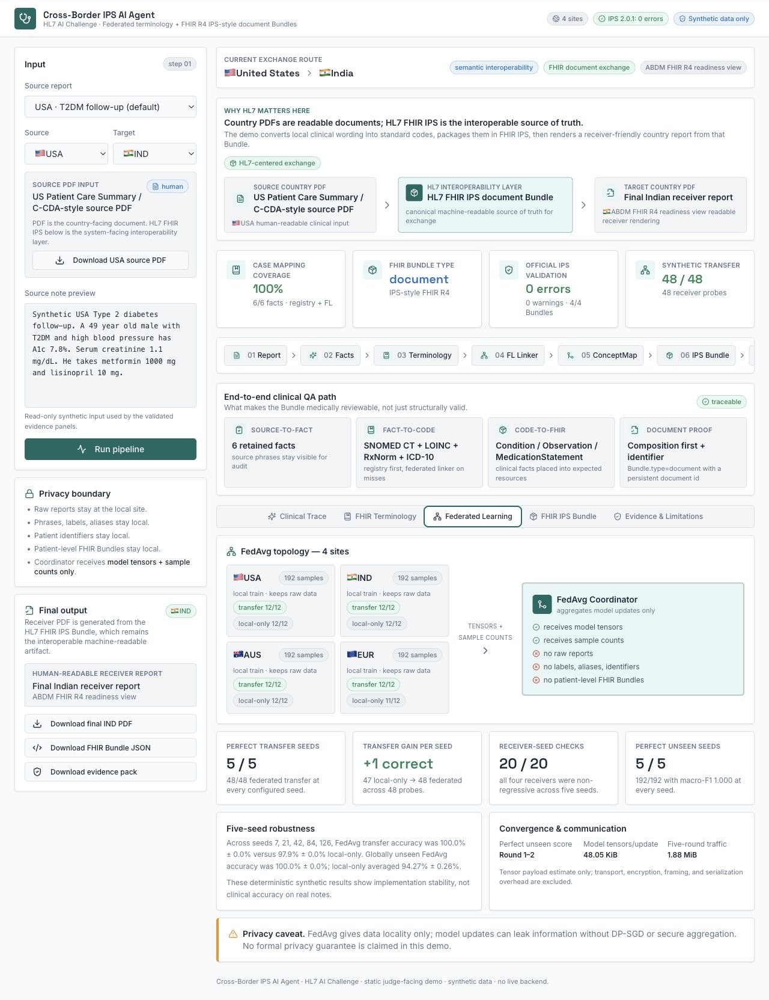 Cross-Border IPS AI Agent
HL7 AI Challenge · Federated terminology + FHIR R4 IPS-style document Bundles
4 sites
IPS 2.0.1: 0 errors
Synthetic data only
Input
step 01
Source report
USA · T2DM follow-up (default)
Source
Target
USA
IND
SOURCE PDF INPUT
human
US Patient Care Summary /
C-CDA-style source PDF
PDF is the country-facing document. HL7 FHIR
IPS below is the system-facing interoperability
layer.
Download USA source PDF
Source note preview
Synthetic USA Type 2 diabetes
follow-up. A 49 year old male with
T2DM and high blood pressure has
A1c 7.8%. Serum creatinine 1.1
mg/dL. He takes metformin 1000 mg
and lisinopril 10 mg.
Read-only synthetic input used by the validated
evidence panels.
Run pipeline
Privacy boundary
• Raw reports stay at the local site.
• Phrases, labels, aliases stay local.
• Patient identifiers stay local.
• Patient-level FHIR Bundles stay local.
• Coordinator receives model tensors + sample
counts only.
Final output
IND
Receiver PDF is generated from the
HL7 FHIR IPS Bundle, which remains
the interoperable machine-readable
artifact.
HUMAN-READABLE RECEIVER REPORT
Final Indian receiver report
ABDM FHIR R4 readiness view
Download final IND PDF
Download FHIR Bundle JSON
Download evidence pack
CURRENT EXCHANGE ROUTE
United States
India
semantic interoperability
FHIR document exchange
ABDM FHIR R4 readiness view
WHY HL7 MATTERS HERE
Country PDFs are readable documents; HL7 FHIR IPS is the interoperable source of truth.
The demo converts local clinical wording into standard codes, packages them in FHIR IPS, then renders a receiver-friendly country report from that
Bundle.
HL7-centered exchange
SOURCE COUNTRY PDF
US Patient Care Summary /
C-CDA-style source PDF
USA human-readable clinical input
HL7 INTEROPERABILITY LAYER
HL7 FHIR IPS document Bundle
canonical machine-readable source of truth for
exchange
TARGET COUNTRY PDF
Final Indian receiver report
ABDM FHIR R4 readiness view readable
receiver rendering
CASE MAPPING
COVERAGE
100%
6/6 facts · registry + FL
FHIR BUNDLE TYPE
document
IPS-style FHIR R4
OFFICIAL IPS
VALIDATION
0 errors
0 warnings · 4/4
Bundles
SYNTHETIC TRANSFER
48 / 48
48 receiver probes
01 Report
02 Facts
03 Terminology
04 FL Linker
05 ConceptMap
06 IPS Bundle
End-to-end clinical QA path
What makes the Bundle medically reviewable, not just structurally valid.
traceable
SOURCE-TO-FACT
6 retained facts
source phrases stay visible for
audit
FACT-TO-CODE
SNOMED CT + LOINC +
RxNorm + ICD-10
registry first, federated linker on
misses
CODE-TO-FHIR
Condition / Observation /
MedicationStatement
clinical facts placed into expected
resources
DOCUMENT PROOF
Composition first +
identifier
Bundle.type=document with a
persistent document id
Clinical Trace
FHIR Terminology
Federated Learning
FHIR IPS Bundle
Evidence & Limitations
FedAvg topology — 4 sites
USA
192 samples
local train · keeps raw data
transfer 12/12
local-only 12/12
IND
192 samples
local train · keeps raw data
transfer 12/12
local-only 12/12
AUS
192 samples
local train · keeps raw data
transfer 12/12
local-only 12/12
EUR
192 samples
local train · keeps raw data
transfer 12/12
local-only 11/12
TENSORS +
SAMPLE COUNTS
FedAvg Coordinator
aggregates model updates only
receives model tensors
receives sample counts
no raw reports
no labels, aliases, identifiers
no patient-level FHIR Bundles
PERFECT TRANSFER SEEDS
5 / 5
48/48 federated transfer at
every configured seed.
TRANSFER GAIN PER SEED
+1 correct
47 local-only → 48 federated
across 48 probes.
RECEIVER-SEED CHECKS
20 / 20
all four receivers were non-
regressive across five seeds.
PERFECT UNSEEN SEEDS
5 / 5
192/192 with macro-F1 1.000 at
every seed.
Five-seed robustness
Across seeds 7, 21, 42, 84, 126, FedAvg transfer accuracy was 100.0%
± 0.0% versus 97.9% ± 0.0% local-only. Globally unseen FedAvg
accuracy was 100.0% ± 0.0%; local-only averaged 94.27% ± 0.26%.
These deterministic synthetic results show implementation stability, not
clinical accuracy on real notes.
Convergence & communication
Perfect unseen score
Round 1–2
Model tensors/update
48.05 KiB
Five-round traffic
1.88 MiB
Tensor payload estimate only; transport, encryption, framing, and serialization
overhead are excluded.
Privacy caveat. FedAvg gives data locality only; model updates can leak information without DP-SGD or secure aggregation.
No formal privacy guarantee is claimed in this demo.
Cross-Border IPS AI Agent · HL7 AI Challenge · static judge-facing demo · synthetic data · no live backend.